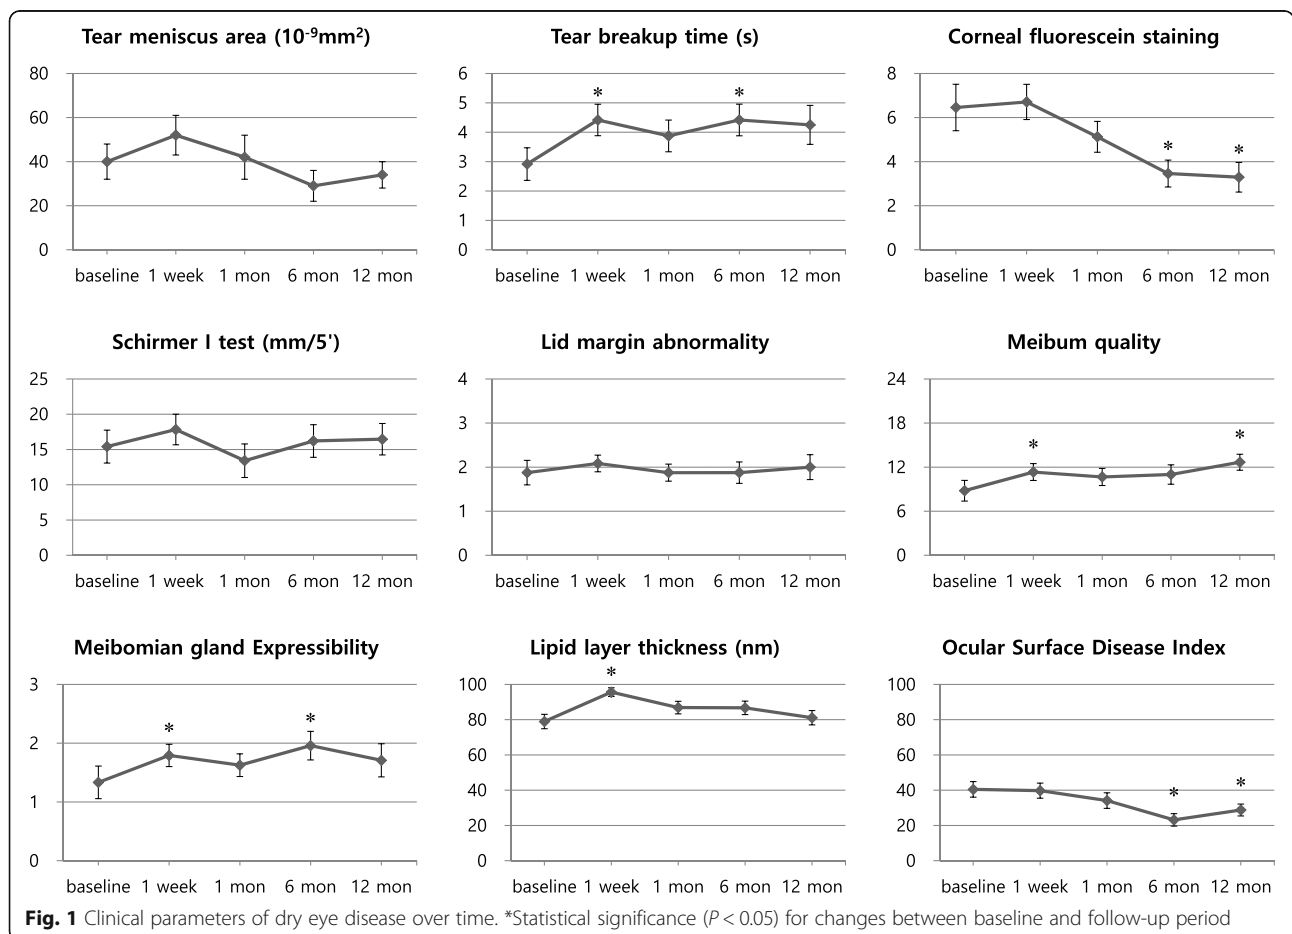 Tear meniscus area (10-9mm2)
80
60
40
20
0
baseline 1 week 1 mon 6 mon 12 mon
Tear breakup time (s)
6
5
4
3
2
1
0
* *
baseline 1 week 1 mon 6 mon 12 mon
Corneal fluorescein staining
8
6
4
2
0
* *
baseline 1 week 1 mon 6 mon 12 mon
Schirmer I test (mm/5')
25
20
15
10
5
0
baseline 1 week 1 mon 6 mon 12 mon
Lid margin abnormality
4
3
2
1
0
baseline 1 week 1 mon 6 mon 12 mon
Meibum quality
24
18
12
6
0
* *
baseline 1 week 1 mon 6 mon 12 mon
Meibomian gland Expressibility
3
2
1
0
* *
baseline 1 week 1 mon 6 mon 12 mon
Lipid layer thickness (nm)
*
100
80
60
40
20
0
baseline 1 week 1 mon 6 mon 12 mon
Ocular Surface Disease Index
100
80
60
40
20
0
* *
baseline 1 week 1 mon 6 mon 12 mon
Fig. 1 Clinical parameters of dry eye disease over time. *Statistical significance (P < 0.05) for changes between baseline and follow-up period